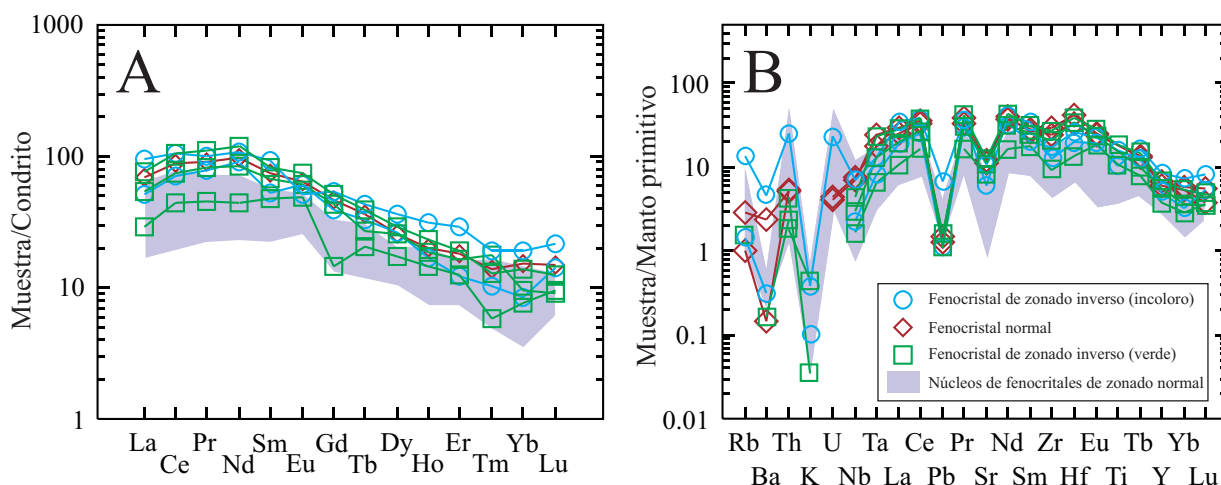 A
Muestra/Condrito
1000
100
10
1
La Pr Sm Gd Dy Er Yb
Ce Nd Eu Tb Ho Tm Lu
B
Muestra/Manto primitivo
100
10
1
0.1
0.01
Fenocristal de zonado inverso (incoloro)
Fenocristal normal
Fenocristal de zonado inverso (verde)
Núcleos de fenocritales de zonado normal
Rb Th U Ta Ce Pr Nd Zr Eu Tb Yb
Ba K Nb La Pb Sr Sm Hf Ti Y Lu